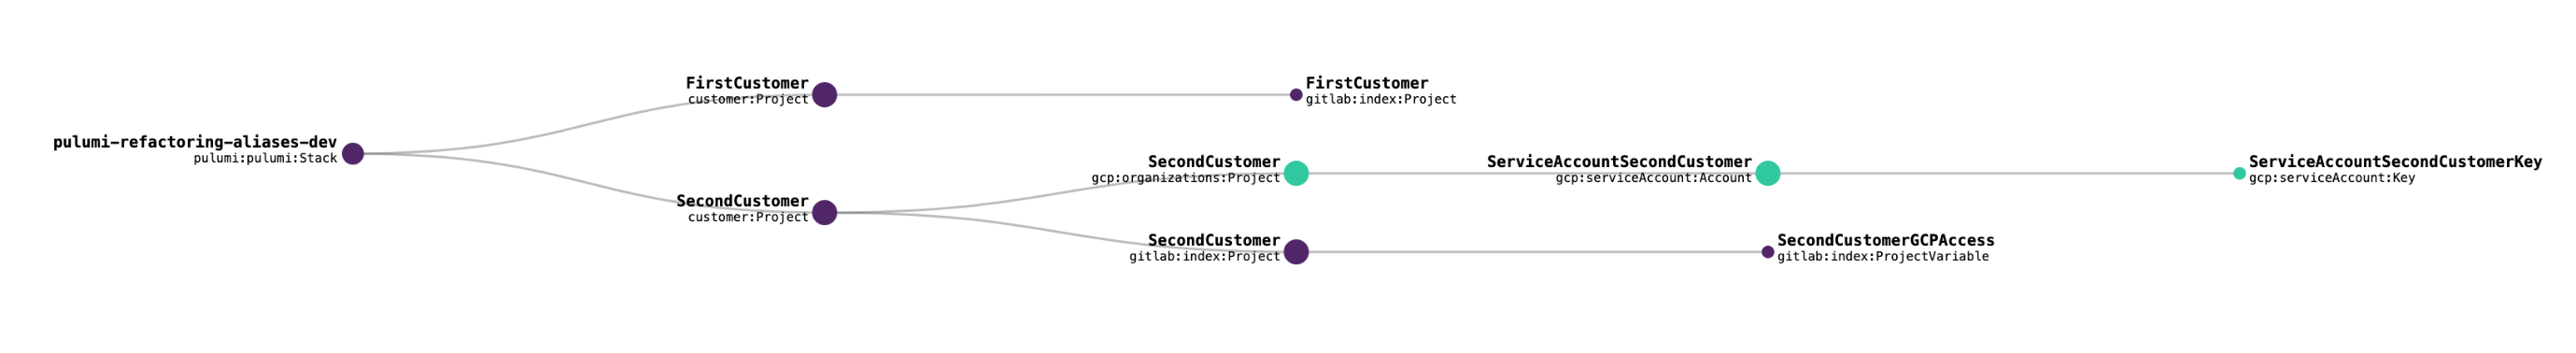 FirstCustomer
customer:Project
FirstCustomer
gitlab:index:Project
pulumi-refactoring-aliases-dev
pulumi:pulumi:Stack
SecondCustomer
gcp:organizations:Project
ServiceAccountSecondCustomer
gcp:serviceAccount:Account
ServiceAccountSecondCustomerKey
gcp:serviceAccount:Key
SecondCustomer
customer:Project
SecondCustomer
gitlab:index:Project
SecondCustomerGCPAccess
gitlab:index:ProjectVariable